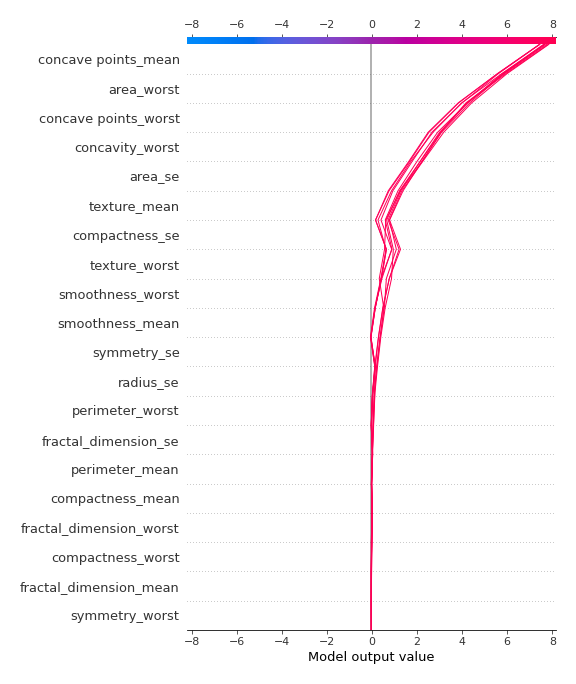 −8 −6 −4 −2 0 2 4 6 8
concave points_mean
area_worst
concave points_worst
concavity_worst
area_se
texture_mean
compactness_se
texture_worst
smoothness_worst
smoothness_mean
symmetry_se
radius_se
perimeter_worst
fractal_dimension_se
perimeter_mean
compactness_mean
fractal_dimension_worst
compactness_worst
fractal_dimension_mean
symmetry_worst
−8 −6 −4 −2 0 2 4 6 8
Model output value